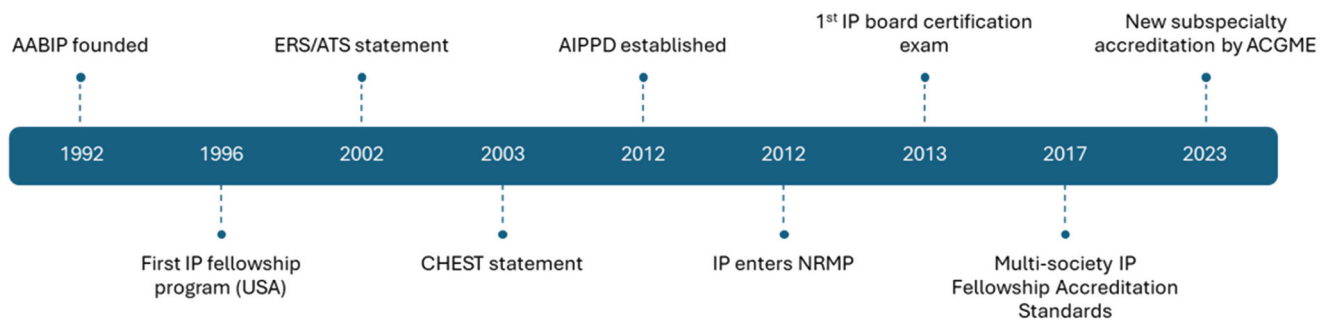 AABIP founded
ERS/ATS statement
AIPPD established
1st IP board certification
exam
New subspecialty
accreditation by ACGME
1992 1996 2002 2003 2012 2012 2013 2017 2023
First IP fellowship
program (USA)
CHEST statement
IP enters NRMP
Multi-society IP
Fellowship Accreditation
Standards